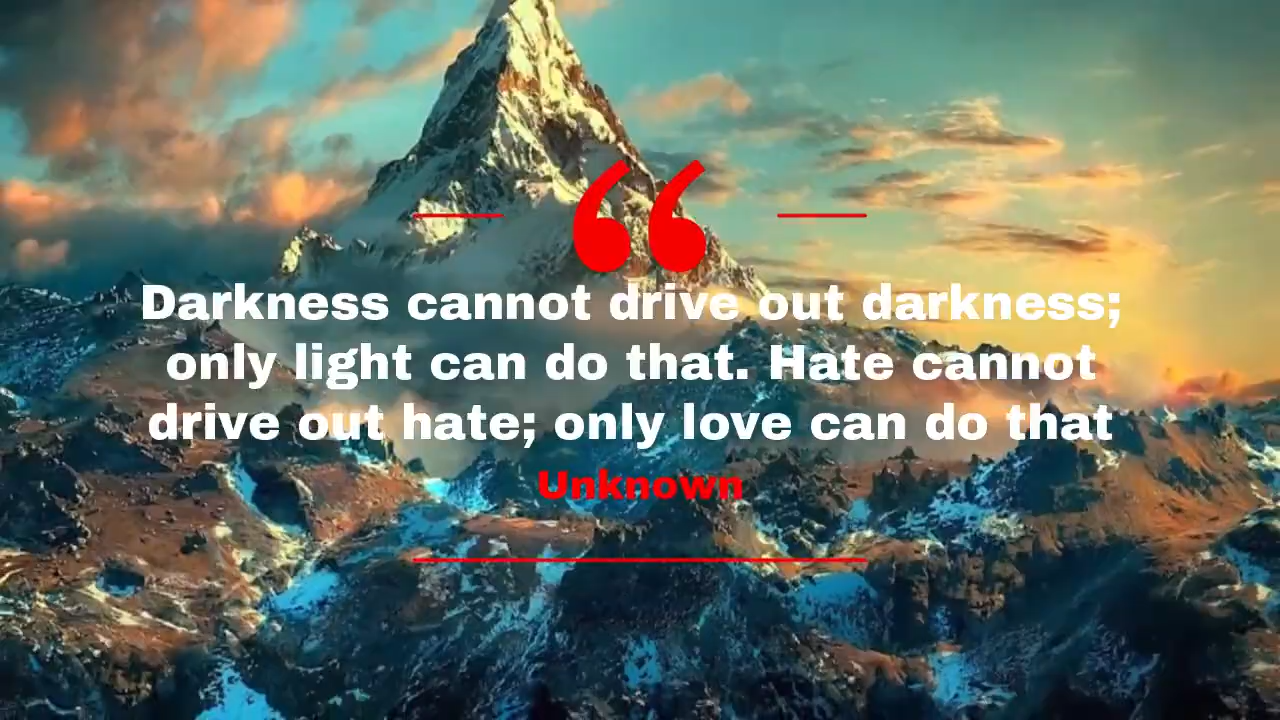 “
Darkness cannot drive out darkness;
only light can do that. Hate cannot
drive out hate; only love can do that
Unknown